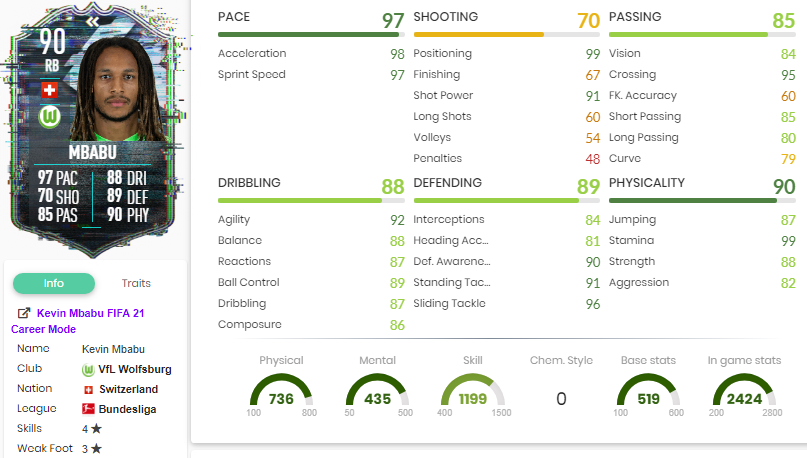 90
RB
MBABU
97 PAC 88 DRI
70 SHO 89 DEF
85 PAS 90 PHY
Info Traits
Kevin Mbabu FIFA 21
Career Mode
Name Kevin Mbabu
Club VfL Wolfsburg
Nation Switzerland
League Bundesliga
Skills 4 ★
Weak Foot 3 ★
PACE 97
Acceleration 98
Sprint Speed 97
SHOOTING 70
Positioning 99
Finishing 67
Shot Power 91
Long Shots 60
Volleys 54
Penalties 48
PASSING 85
Vision 84
Crossing 95
FK. Accuracy 60
Short Passing 85
Long Passing 80
Curve 79
DRIBBLING 88
Agility 92
Balance 88
Reactions 87
Ball Control 89
Dribbling 87
Composure 86
DEFENDING 89
Interceptions 84
Heading Acc... 81
Def. Awarene... 90
Standing Tac... 91
Sliding Tackle 96
PHYSICALITY 90
Jumping 87
Stamina 99
Strength 88
Aggression 82
Physical Mental Skill Chem. Style Base stats In game stats
736 435 1199 0 519 2424
100 800 50 500 400 1500 100 600 200 2800